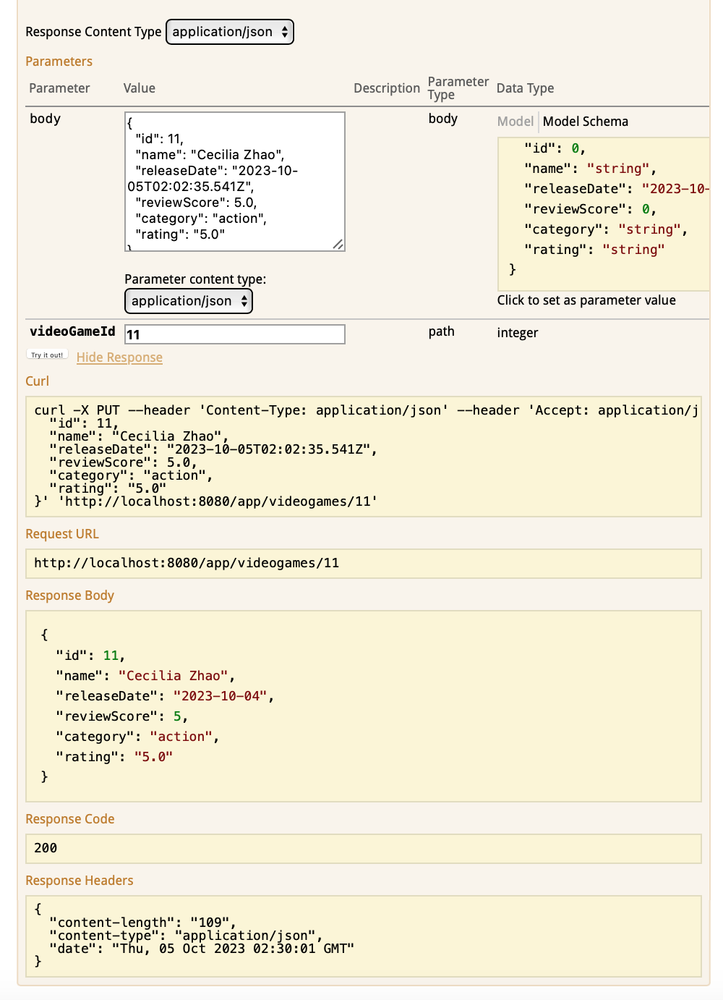 Response Content Type application/json
Parameters
Parameter Value Description Parameter Type Data Type
body
{
"id": 11,
"name": "Cecilia Zhao",
"releaseDate": "2023-10-
05T02:02:35.541Z",
"reviewScore": 5.0,
"category": "action",
"rating": "5.0"
}
Parameter content type:
application/json
body
Model Model Schema
"id": 0,
"name": "string",
"releaseDate": "2023-10-
"reviewScore": 0,
"category": "string",
"rating": "string"
}
Click to set as parameter value
videoGameId 11 path integer
Try it out! Hide Response
Curl
curl -X PUT --header 'Content-Type: application/json' --header 'Accept: application/j
"id": 11,
"name": "Cecilia Zhao",
"releaseDate": "2023-10-05T02:02:35.541Z",
"reviewScore": 5.0,
"category": "action",
"rating": "5.0"
}' 'http://localhost:8080/app/videogames/11'
Request URL
http://localhost:8080/app/videogames/11
Response Body
{
"id": 11,
"name": "Cecilia Zhao",
"releaseDate": "2023-10-04",
"reviewScore": 5,
"category": "action",
"rating": "5.0"
}
Response Code
200
Response Headers
{
"content-length": "109",
"content-type": "application/json",
"date": "Thu, 05 Oct 2023 02:30:01 GMT"
}